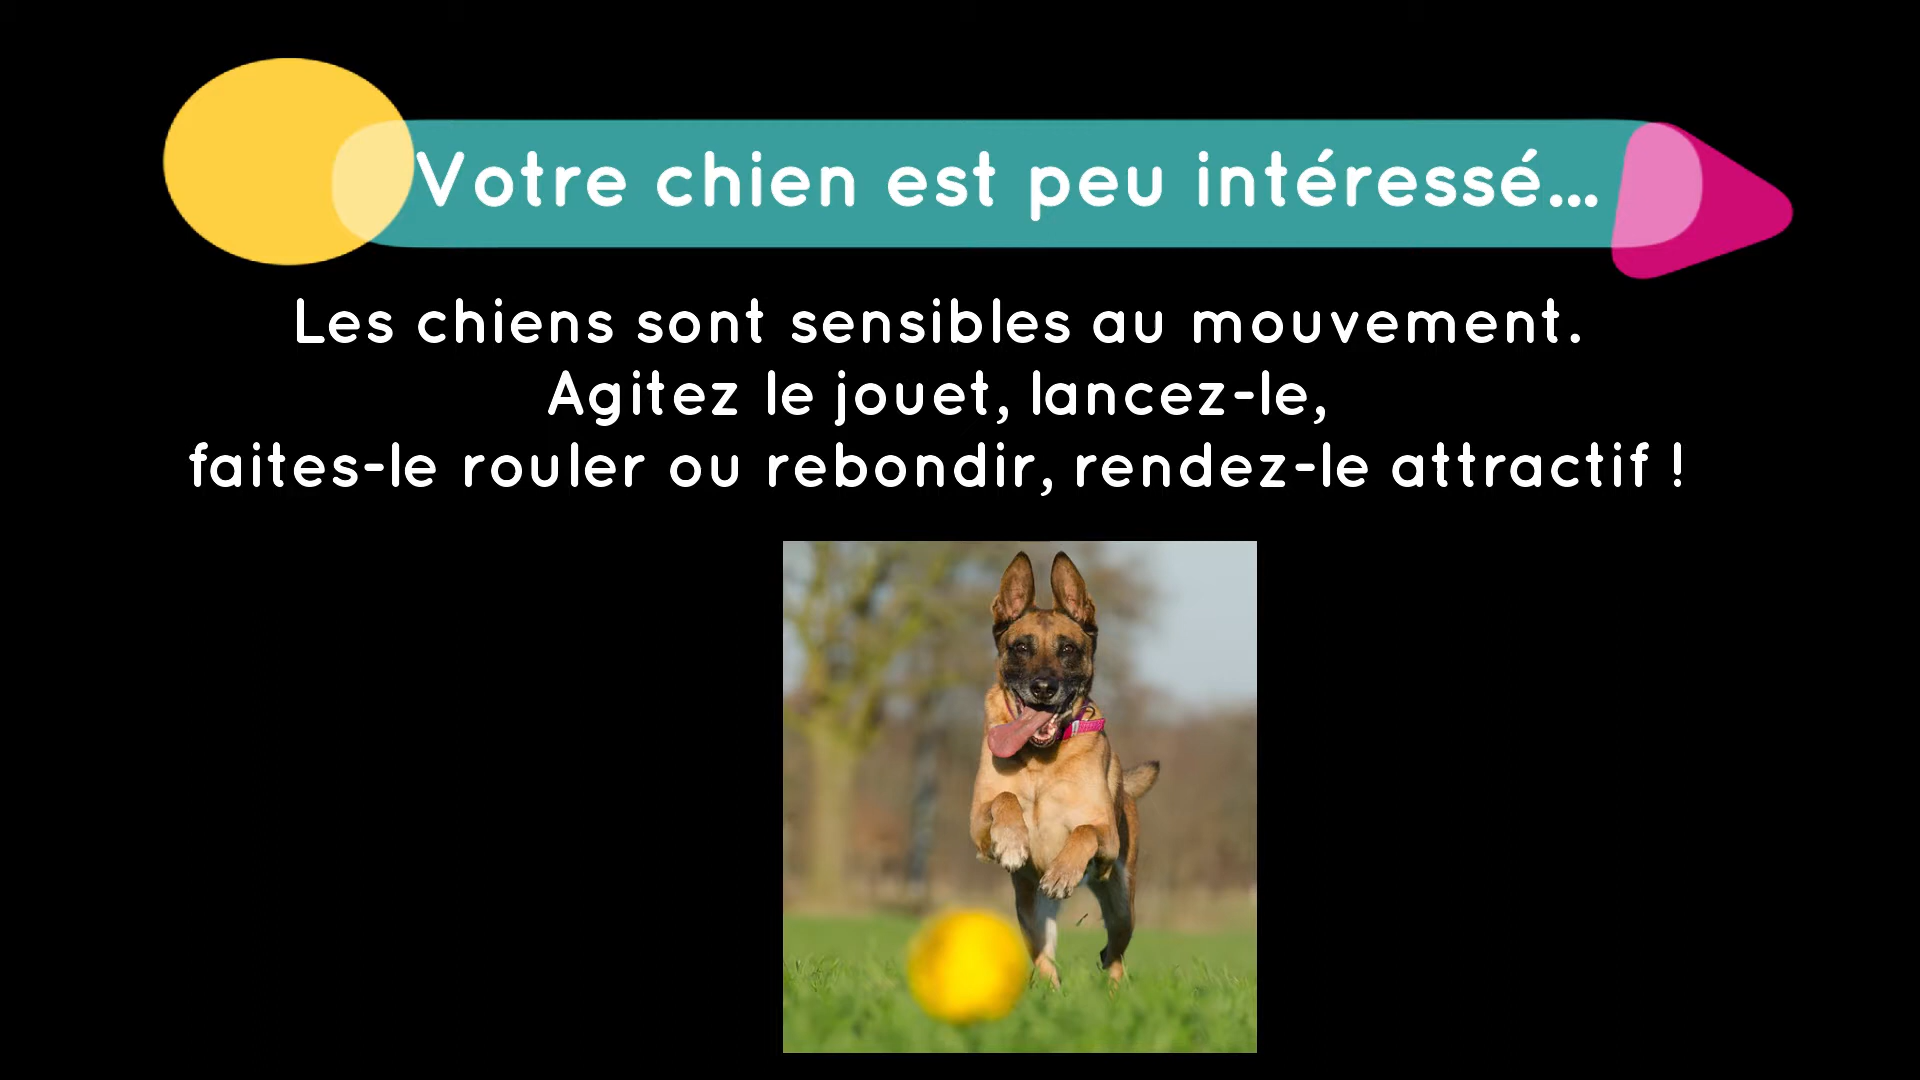 Votre chien est peu intéressé...
Les chiens sont sensibles au mouvement.
Agitez le jouet, lancez-le,
faites-le rouler ou rebondir, rendez-le attractif !